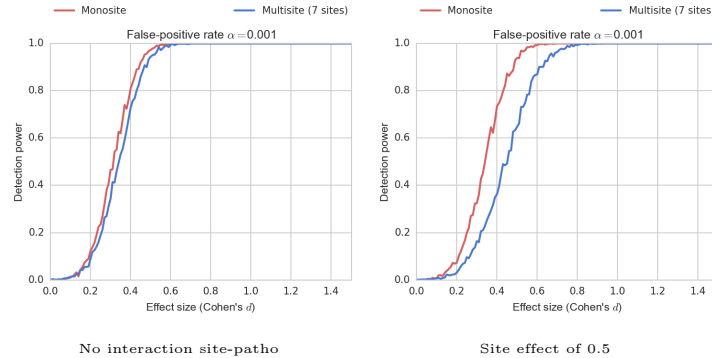 Monosite Multisite (7 sites)
False-positive rate α=0.001
1.0
0.8
0.6
0.4
0.2
0.0
Detection power
0.0 0.2 0.4 0.6 0.8 1.0 1.2 1.4
Effect size (Cohen's d)
No interaction site-patho
Monosite Multisite (7 sites)
False-positive rate α=0.001
1.0
0.8
0.6
0.4
0.2
0.0
Detection power
0.0 0.2 0.4 0.6 0.8 1.0 1.2 1.4
Effect size (Cohen's d)
Site effect of 0.5